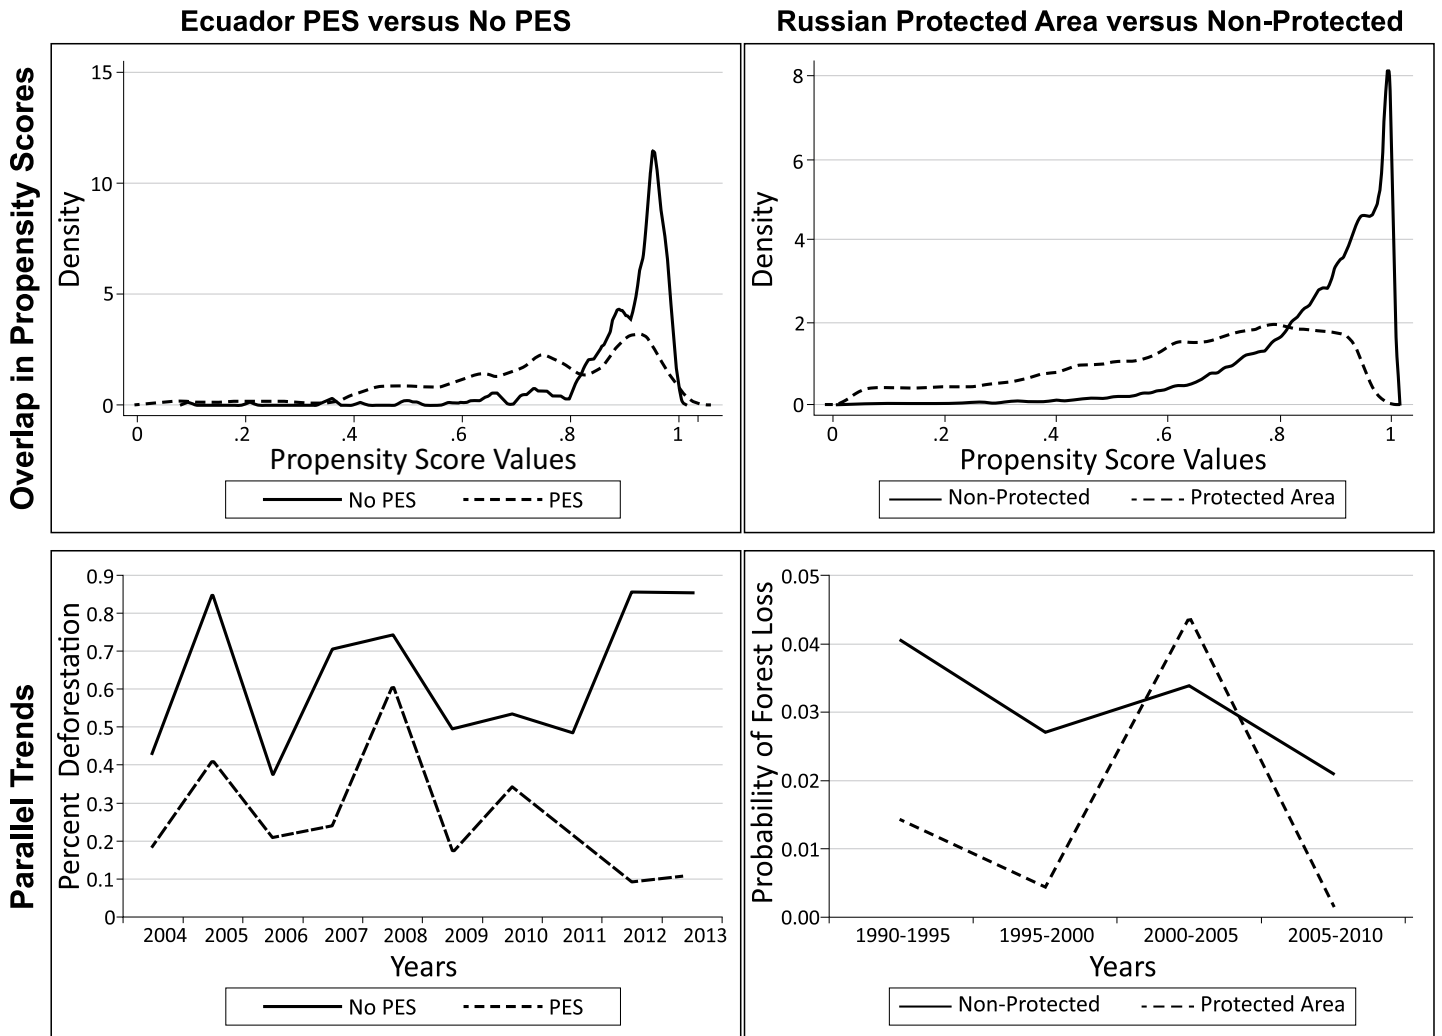 Ecuador PES versus No PES
Russian Protected Area versus Non-Protected
Overlap in Propensity Scores
Density
15
10
5
0
0 .2 .4 .6 .8 1
Propensity Score Values
No PES PES
Density
8
6
4
2
0
0 .2 .4 .6 .8 1
Propensity Score Values
Non-Protected Protected Area
Parallel Trends
Percent Deforestation
0.9
0.8
0.7
0.6
0.5
0.4
0.3
0.2
0.1
0
2004 2005 2006 2007 2008 2009 2010 2011 2012 2013
Years
No PES PES
Probability of Forest Loss
0.05
0.04
0.03
0.02
0.01
0.00
1990-1995 1995-2000 2000-2005 2005-2010
Years
Non-Protected Protected Area